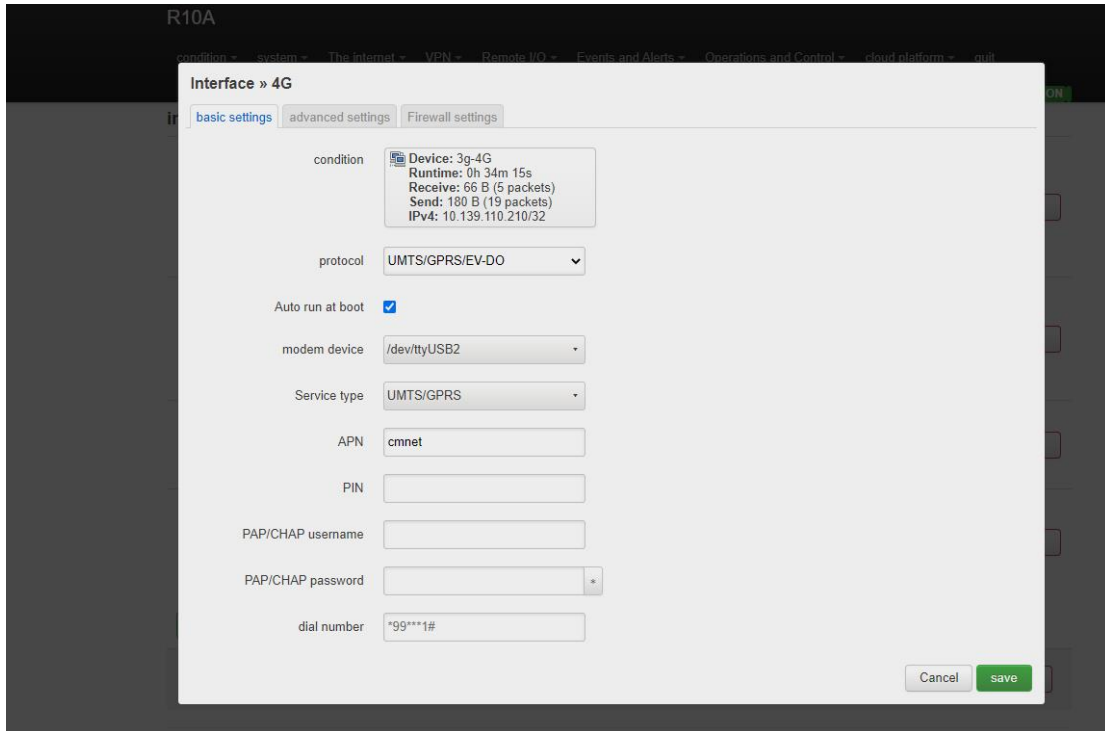 R10A
condition system The internet VPN Remote I/O Events and Alerts Operations and Control cloud platform quit
ON
Interface » 4G
basic settings advanced settings Firewall settings
condition
Device: 3g-4G
Runtime: 0h 34m 15s
Receive: 66 B (5 packets)
Send: 180 B (19 packets)
IPv4: 10.139.110.210/32
protocol UMTS/GPRS/EV-DO
Auto run at boot
modem device /dev/ttyUSB2
Service type UMTS/GPRS
APN cmnet
PIN
PAP/CHAP username
PAP/CHAP password *
dial number *99***1#
Cancel save